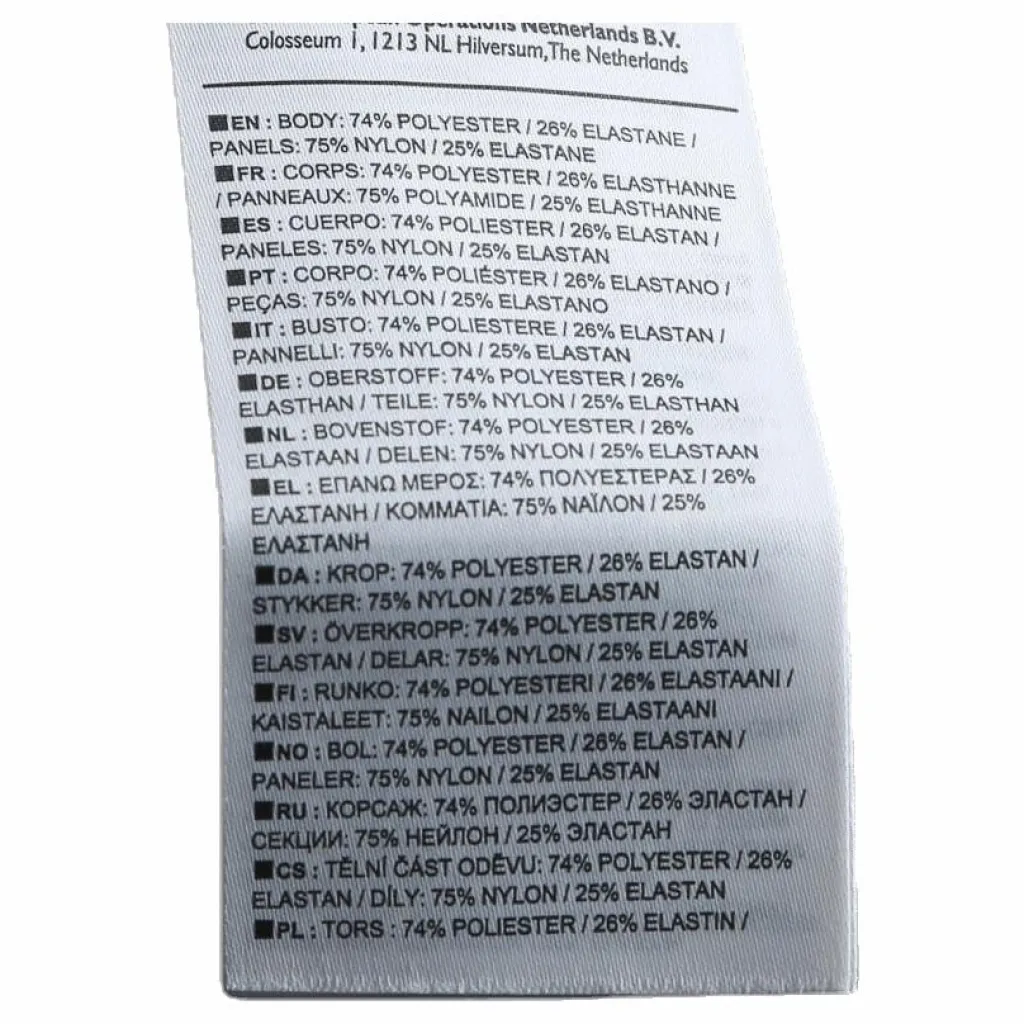 Operations Netherlands B.V.
Colosseum 1, 1213 NL Hilversum,The Netherlands
■EN : BODY: 74% POLYESTER / 26% ELASTANE /
PANELS: 75% NYLON / 25% ELASTANE
■FR : CORPS: 74% POLYESTER / 26% ELASTHANNE
/ PANNEAUX: 75% POLYAMIDE / 25% ELASTHANNE
■ES : CUERPO: 74% POLIESTER / 26% ELASTAN /
PANELES: 75% NYLON / 25% ELASTAN
■PT : CORPO: 74% POLIÉSTER / 26% ELASTANO /
PEÇAS: 75% NYLON / 25% ELASTANO
■IT : BUSTO: 74% POLIESTERE / 26% ELASTAN /
PANNELLI: 75% NYLON / 25% ELASTAN
■DE : OBERSTOFF: 74% POLYESTER / 26%
ELASTHAN / TEILE: 75% NYLON / 25% ELASTHAN
■NL : BOVENSTOF: 74% POLYESTER / 26%
ELASTAAN / DELEN: 75% NYLON / 25% ELASTAAN
■EL : ΕΠΑΝΩ ΜΕΡΟΣ: 74% ΠΟΛΥΕΣΤΕΡΑΣ / 26%
ΕΛΑΣΤΑΝΗ / ΚΟΜΜΑΤΙΑ: 75% ΝΑΪΛΟΝ / 25%
ΕΛΑΣΤΑΝΗ
■DA : KROP: 74% POLYESTER / 26% ELASTAN /
STYKKER: 75% NYLON / 25% ELASTAN
■SV : ÖVERKROPP: 74% POLYESTER / 26%
ELASTAN / DELAR: 75% NYLON / 25% ELASTAN
■FI : RUNKO: 74% POLYESTERI / 26% ELASTAANI /
KAISTALEET: 75% NAILON / 25% ELASTAANI
■NO : BOL: 74% POLYESTER / 26% ELASTAN /
PANELER: 75% NYLON / 25% ELASTAN
■RU : КОРСАЖ: 74% ПОЛИЭСТЕР / 26% ЭЛАСТАН /
СЕКЦИИ: 75% НЕЙЛОН / 25% ЭЛАСТАН
■CS : TĚLNÍ ČÁST ODĚVU: 74% POLYESTER / 26%
ELASTAN / DÍLY: 75% NYLON / 25% ELASTAN
■PL : TORS : 74% POLIESTER / 26% ELASTIN /